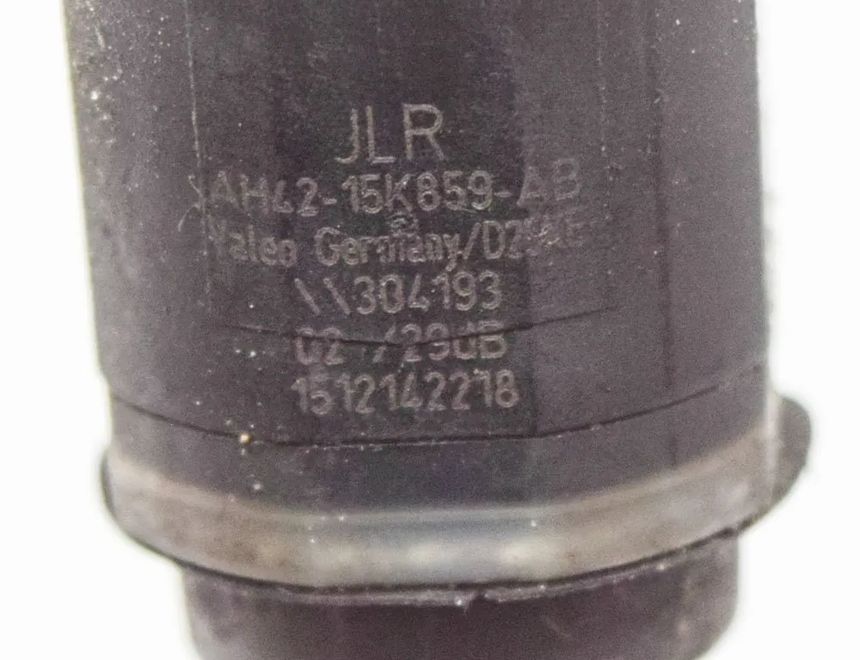 JLR
AH42-15K859-AB
Valeo Germany/
\\304193
1512142218